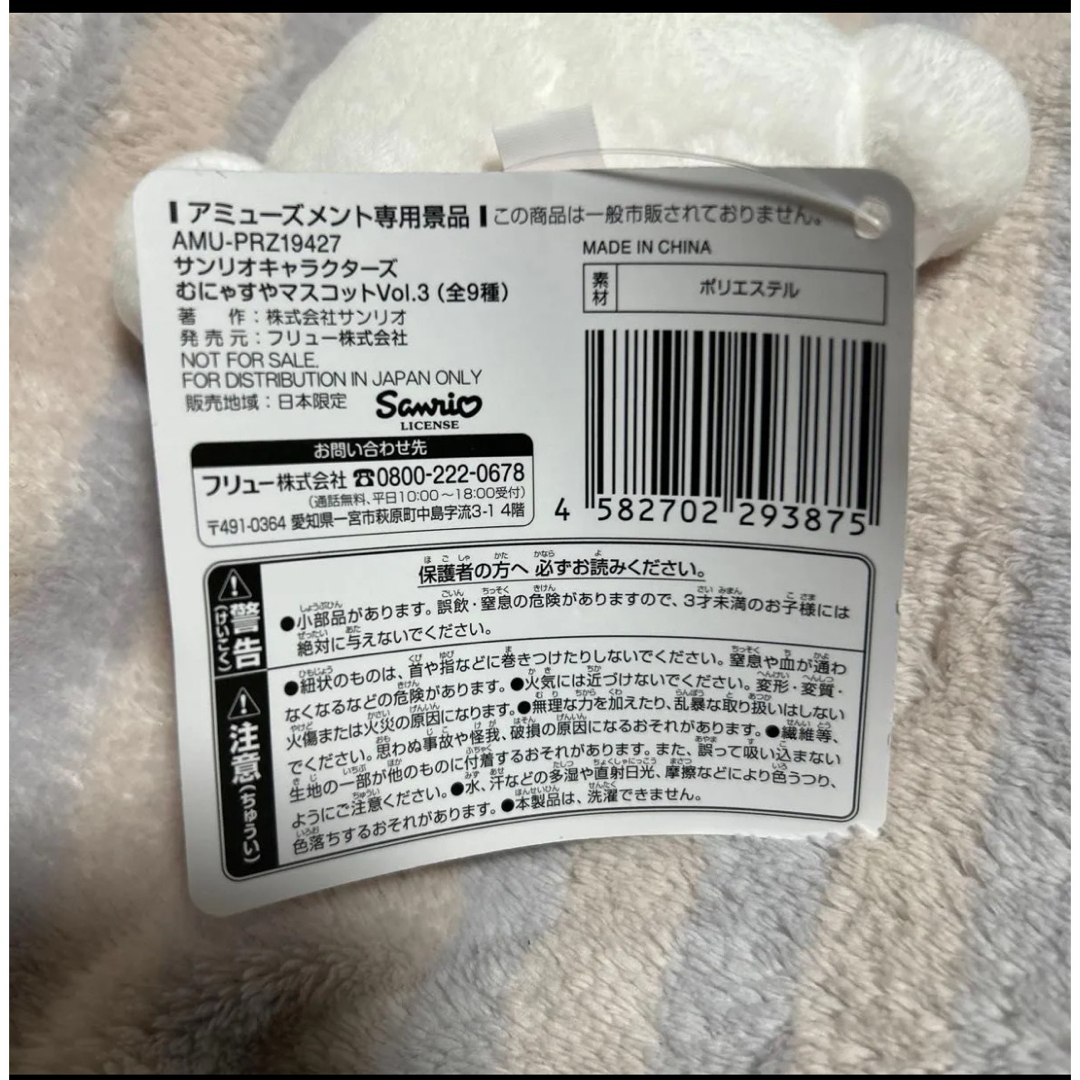 アミューズメント専用景品
この商品は一般市販されておりません。
AMU-PRZ19427
サンリオキャラクターズ
むにゃすやマスコットVol.3（全9種）
著　作：株式会社サンリオ
発売元：フリュー株式会社
NOT FOR SALE.
FOR DISTRIBUTION IN JAPAN ONLY
販売地域：日本限定
Sanrio
LICENSE
MADE IN CHINA
素材
ポリエステル
4 582702 293875
お問い合わせ先
フリュー株式会社 ☎0800-222-0678
（通話無料、平日10:00～18:00受付）
〒491-0364 愛知県一宮市萩原町中島字流3-1 4階
警告（けいこく）
保護者の方へ 必ずお読みください。
●小部品があります。誤飲・窒息の危険がありますので、3才未満のお子様には
絶対に与えないでください。
注意（ちゅうい）
●紐状のものは、首や指などに巻きつけたりしないでください。窒息や血が通わ
なくなるなどの危険があります。●火気には近づけないでください。変形・変質・
火傷または火災の原因になります。●無理な力を加えたり、乱暴な取り扱いはしない
でください。思わぬ事故や怪我、破損の原因になるおそれがあります。●繊維等、
生地の一部が他のものに付着するおそれがあります。また、誤って吸い込まない
ようにご注意ください。●水、汗などの多湿や直射日光、摩擦などにより色うつり、
色落ちするおそれがあります。●本製品は、洗濯できません。